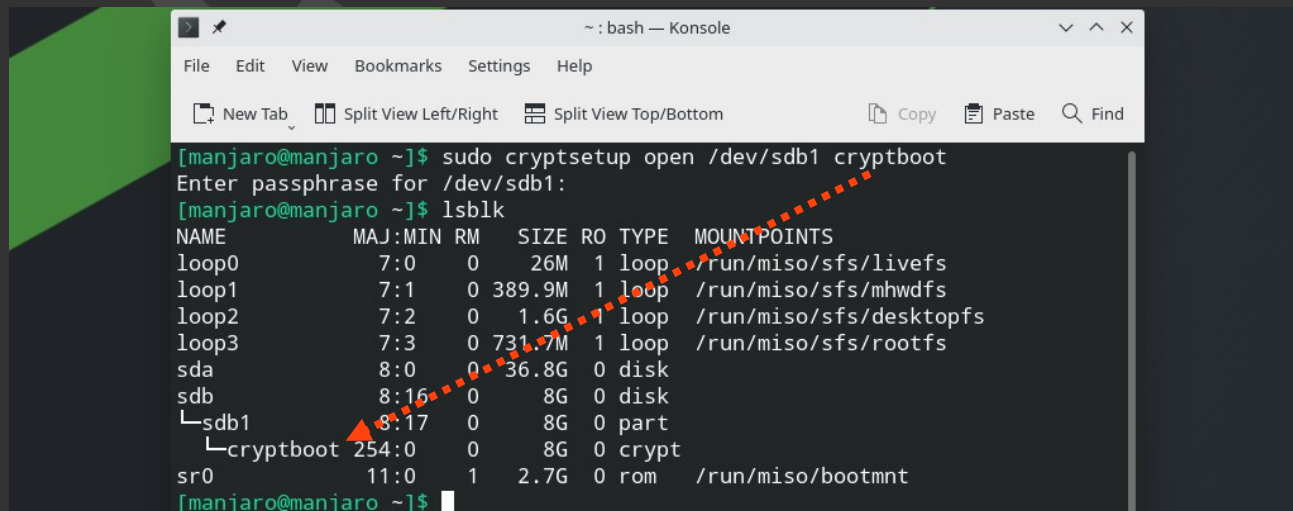 ~ : bash — Konsole
File Edit View Bookmarks Settings Help
New Tab Split View Left/Right Split View Top/Bottom Copy Paste Find
[manjaro@manjaro ~]$ sudo cryptsetup open /dev/sdb1 cryptboot
Enter passphrase for /dev/sdb1:
[manjaro@manjaro ~]$ lsblk
NAME MAJ:MIN RM SIZE RO TYPE MOUNTPOINTS
loop0 7:0 0 26M 1 loop /run/miso/sfs/livefs
loop1 7:1 0 389.9M 1 loop /run/miso/sfs/mhwdfs
loop2 7:2 0 1.6G 1 loop /run/miso/sfs/desktopfs
loop3 7:3 0 731.7M 1 loop /run/miso/sfs/rootfs
sda 8:0 0 36.8G 0 disk
sdb 8:16 0 8G 0 disk
└─sdb1 8:17 0 8G 0 part
└─cryptboot 254:0 0 8G 0 crypt
sr0 11:0 1 2.7G 0 rom /run/miso/bootmnt
[manjaro@manjaro ~]$